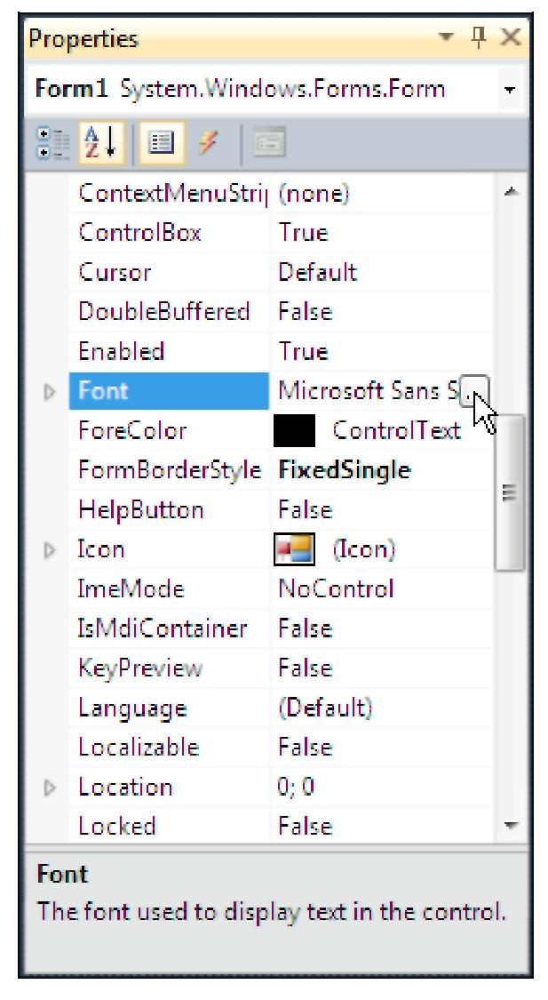 Properties
Form1 System.Windows.Forms.Form
ContextMenuStrip (none)
ControlBox True
Cursor Default
DoubleBuffered False
Enabled True
Font Microsoft Sans S ...
ForeColor ControlText
FormBorderStyle FixedSingle
HelpButton False
Icon (Icon)
ImeMode NoControl
IsMdiContainer False
KeyPreview False
Language (Default)
Localizable False
Location 0; 0
Locked False
Font
The font used to display text in the control.